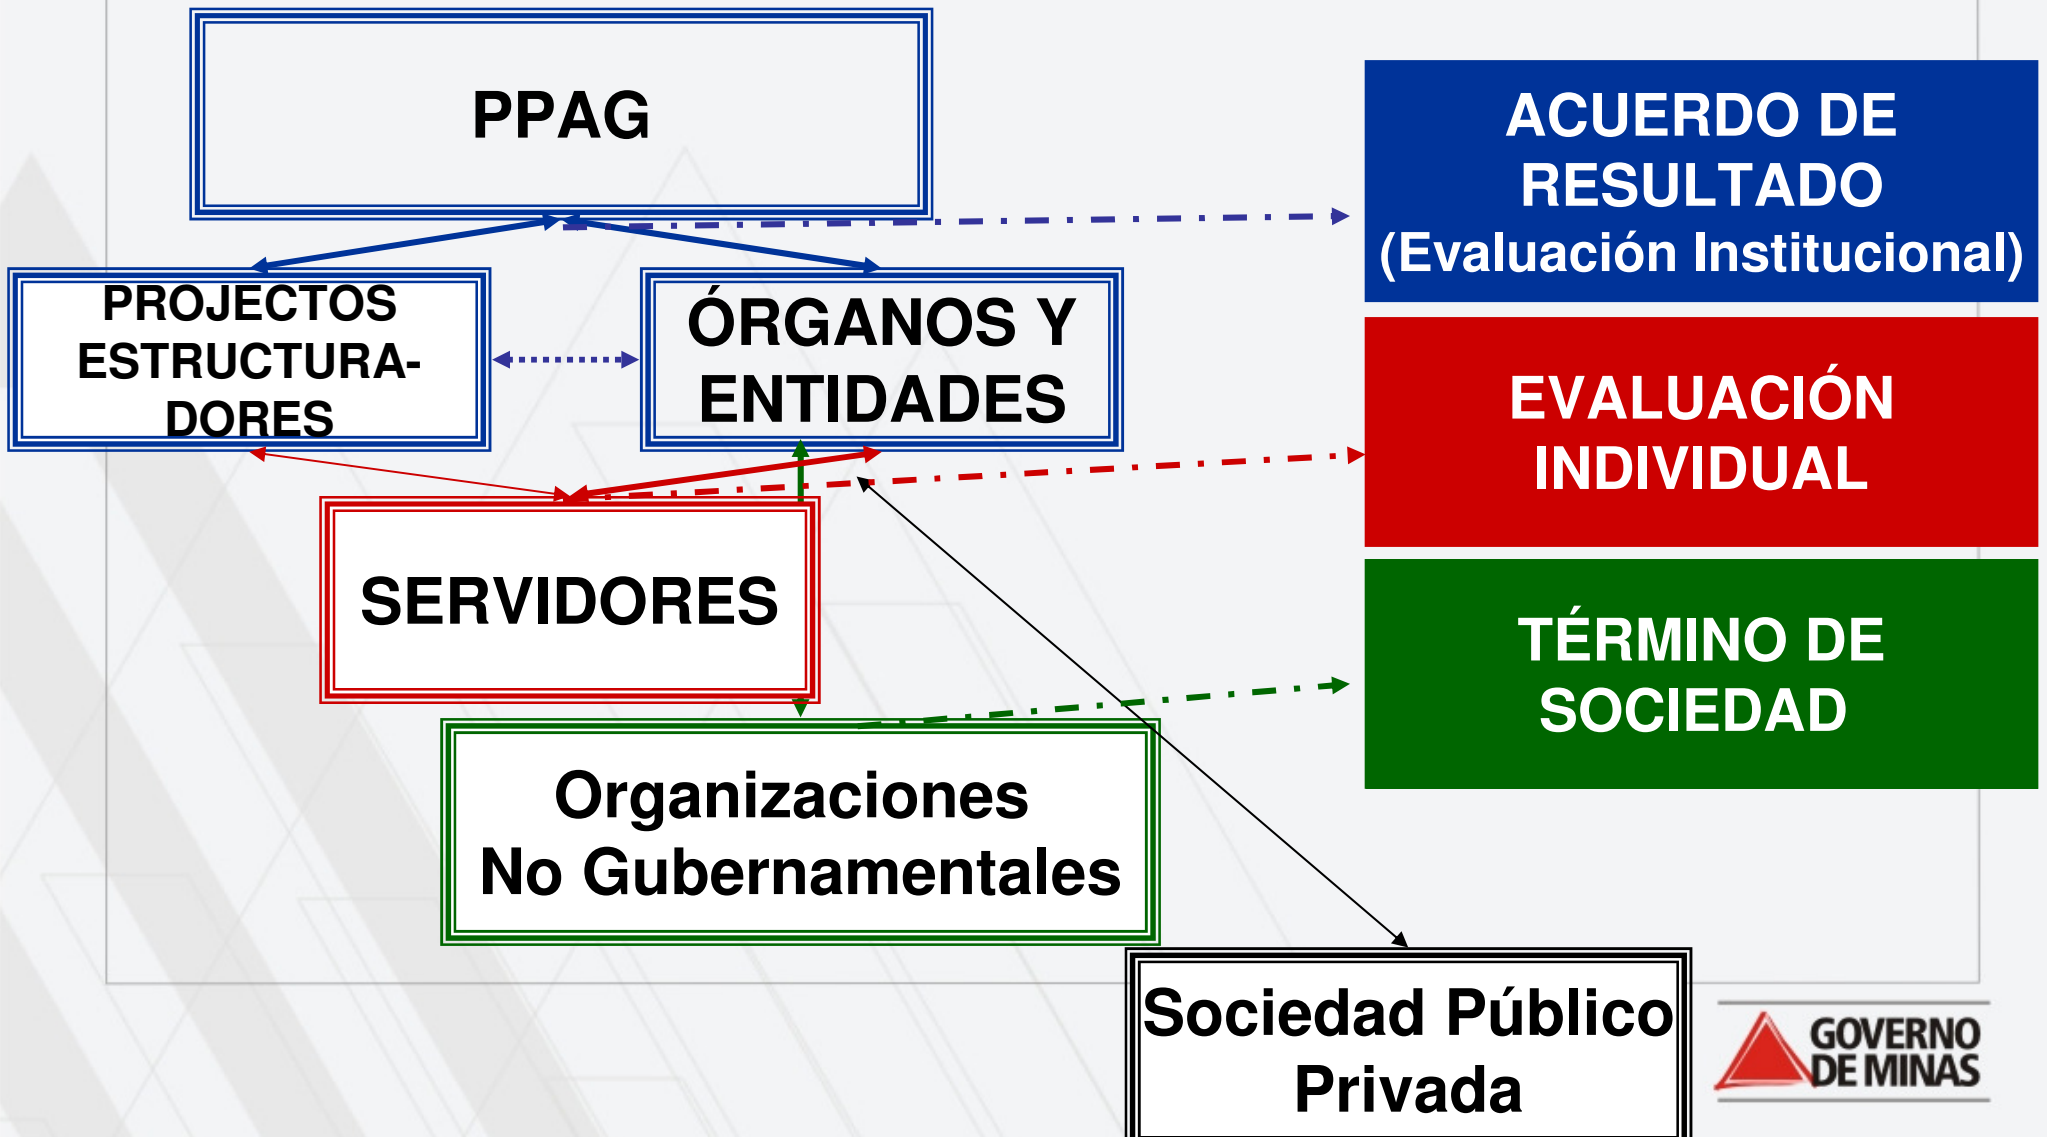 PPAG
PROJECTOS
ESTRUCTURA-
DORES
ÓRGANOS Y
ENTIDADES
SERVIDORES
Organizaciones
No Gubernamentales
Sociedad Público
Privada
ACUERDO DE
RESULTADO
(Evaluación Institucional)
EVALUACIÓN
INDIVIDUAL
TÉRMINO DE
SOCIEDAD
GOVERNO
DE MINAS